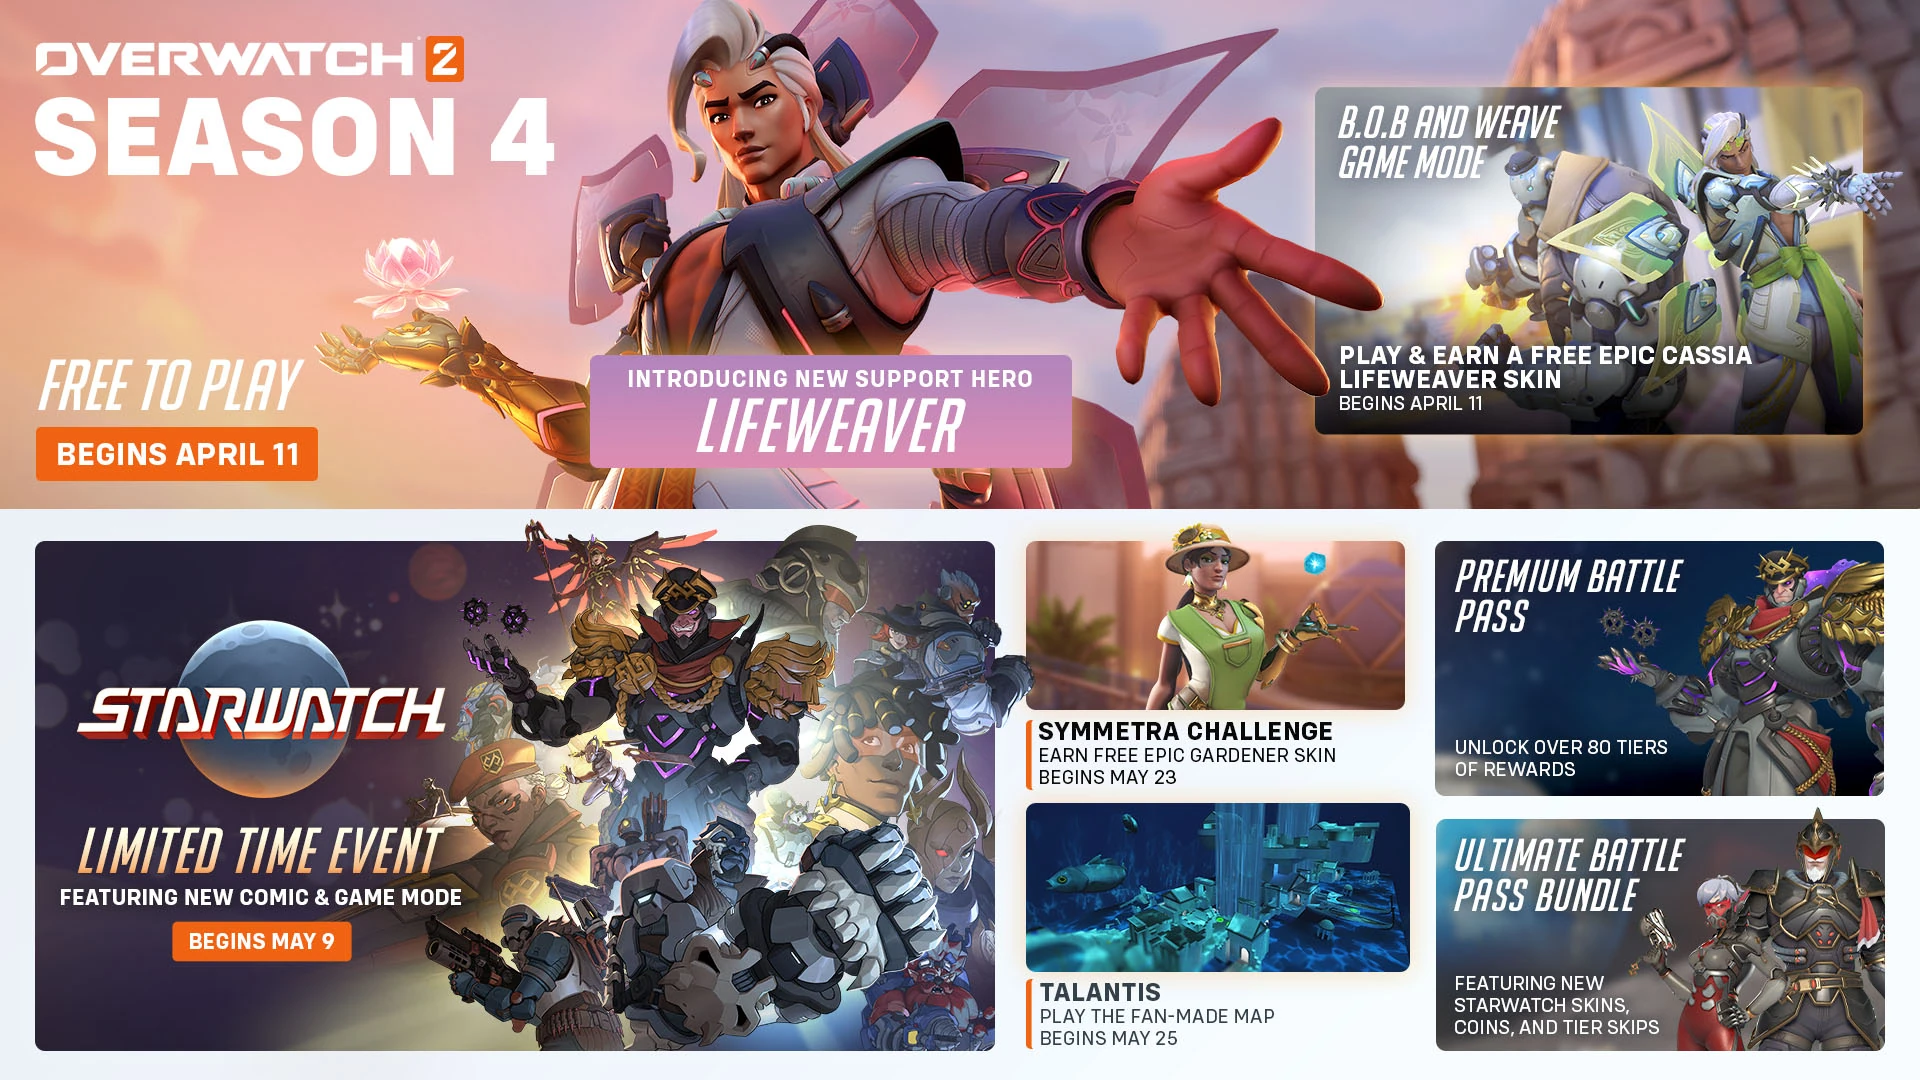 OVERWATCH 2
SEASON 4
FREE TO PLAY
BEGINS APRIL 11
INTRODUCING NEW SUPPORT HERO
LIFEWEAVER
B.O.B AND WEAVE
GAME MODE
PLAY & EARN A FREE EPIC CASSIA
LIFEWEAVER SKIN
BEGINS APRIL 11
STARWATCH
LIMITED TIME EVENT
FEATURING NEW COMIC & GAME MODE
BEGINS MAY 9
SYMMETRA CHALLENGE
EARN FREE EPIC GARDENER SKIN
BEGINS MAY 23
TALANTIS
PLAY THE FAN-MADE MAP
BEGINS MAY 25
PREMIUM BATTLE
PASS
UNLOCK OVER 80 TIERS
OF REWARDS
ULTIMATE BATTLE
PASS BUNDLE
FEATURING NEW
STARWATCH SKINS,
COINS, AND TIER SKIPS